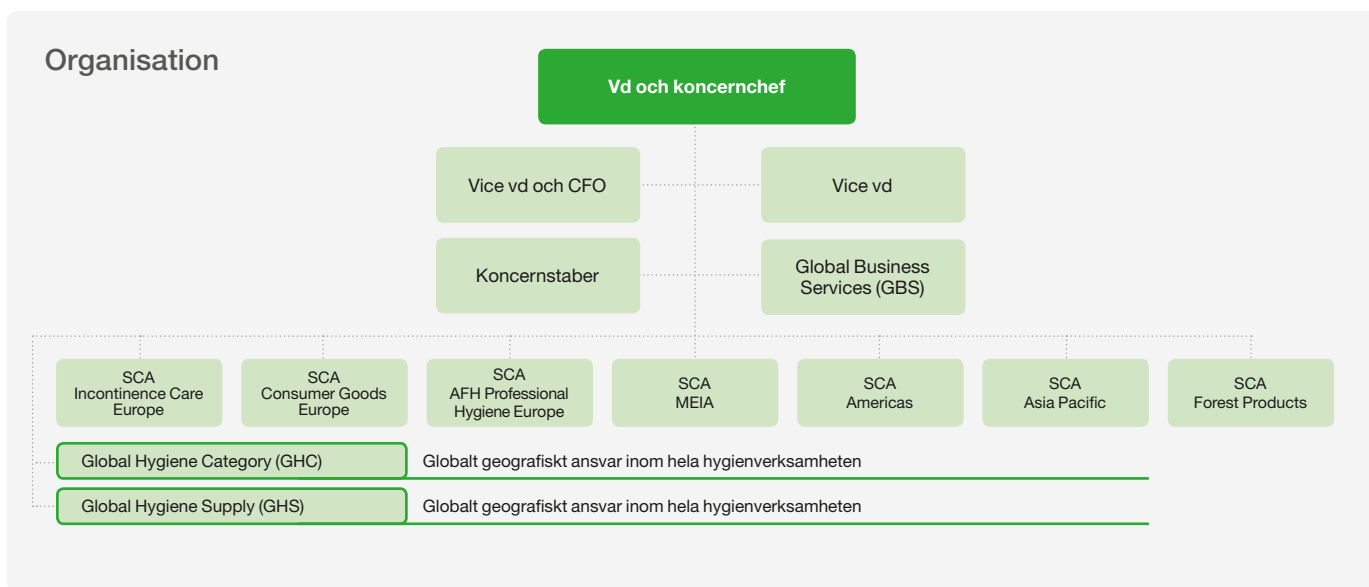 Organisation
Vd och koncernchef
Vice vd och CFO
Vice vd
Koncernstaber
Global Business
Services (GBS)
SCA
Incontinence Care
Europe
SCA
Consumer Goods
Europe
SCA
AFH Professional
Hygiene Europe
SCA
MEIA
SCA
Americas
SCA
Asia Pacific
SCA
Forest Products
Global Hygiene Category (GHC)
Globalt geografiskt ansvar inom hela hygienverksamheten
Global Hygiene Supply (GHS)
Globalt geografiskt ansvar inom hela hygienverksamheten